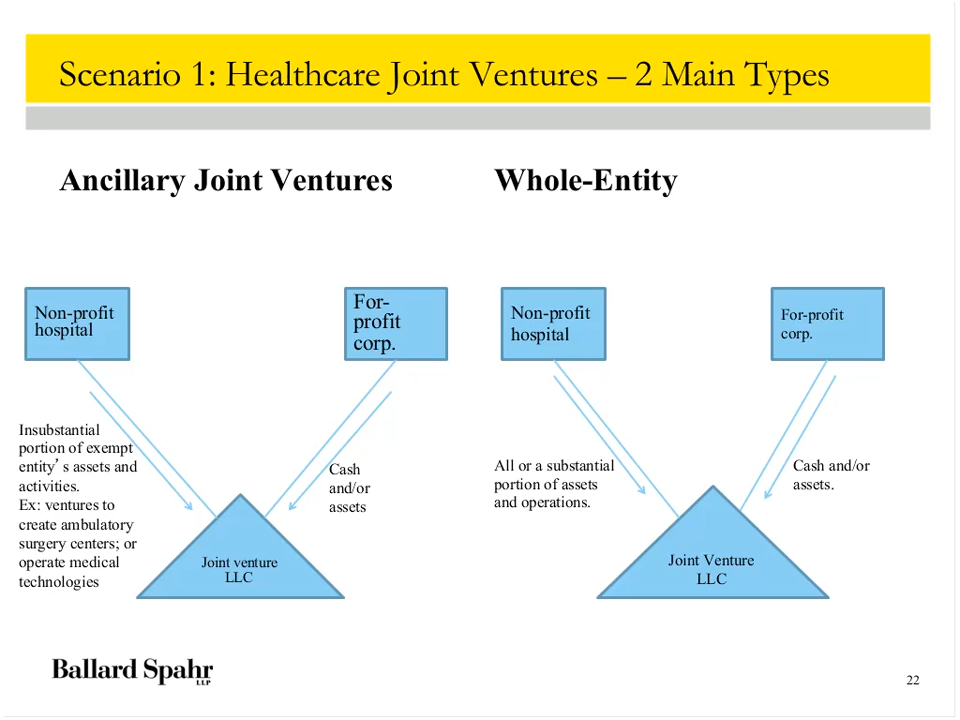 Scenario 1: Healthcare Joint Ventures – 2 Main Types
Ancillary Joint Ventures
Non-profit
hospital
For-
profit
corp.
Insubstantial
portion of exempt
entity’s assets and
activities.
Ex: ventures to
create ambulatory
surgery centers; or
operate medical
technologies
Cash
and/or
assets
Joint venture
LLC
Whole-Entity
Non-profit
hospital
For-profit
corp.
All or a substantial
portion of assets
and operations.
Cash and/or
assets.
Joint Venture
LLC
Ballard Spahr
LLP
22